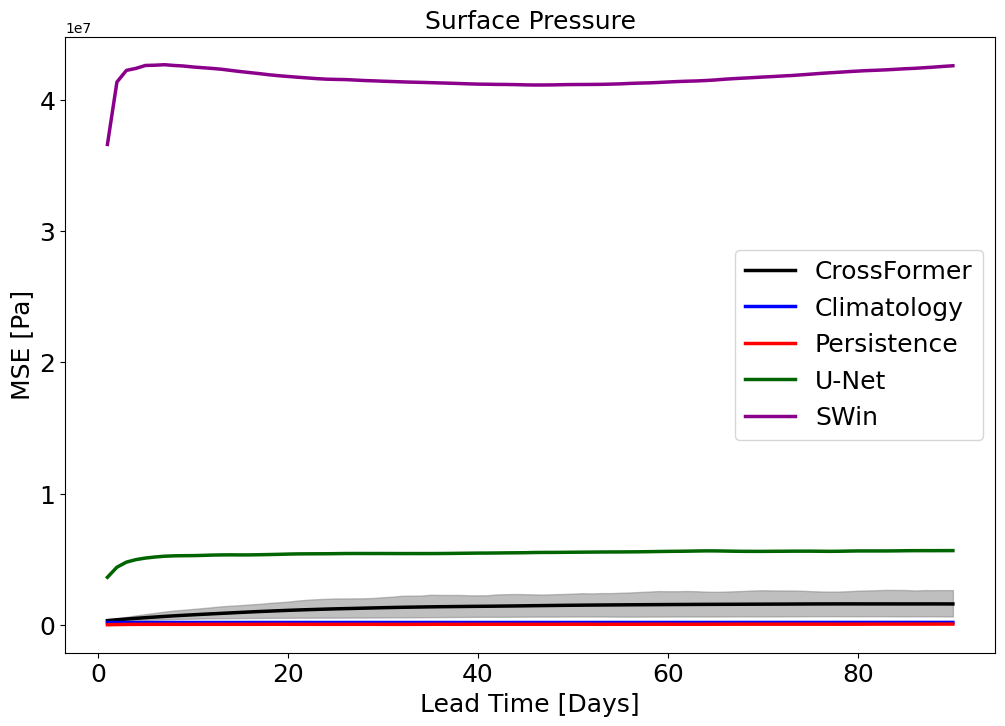 Surface Pressure
1e7
4
3
2
1
0
MSE [Pa]
CrossFormer
Climatology
Persistence
U-Net
SWin
0 20 40 60 80
Lead Time [Days]